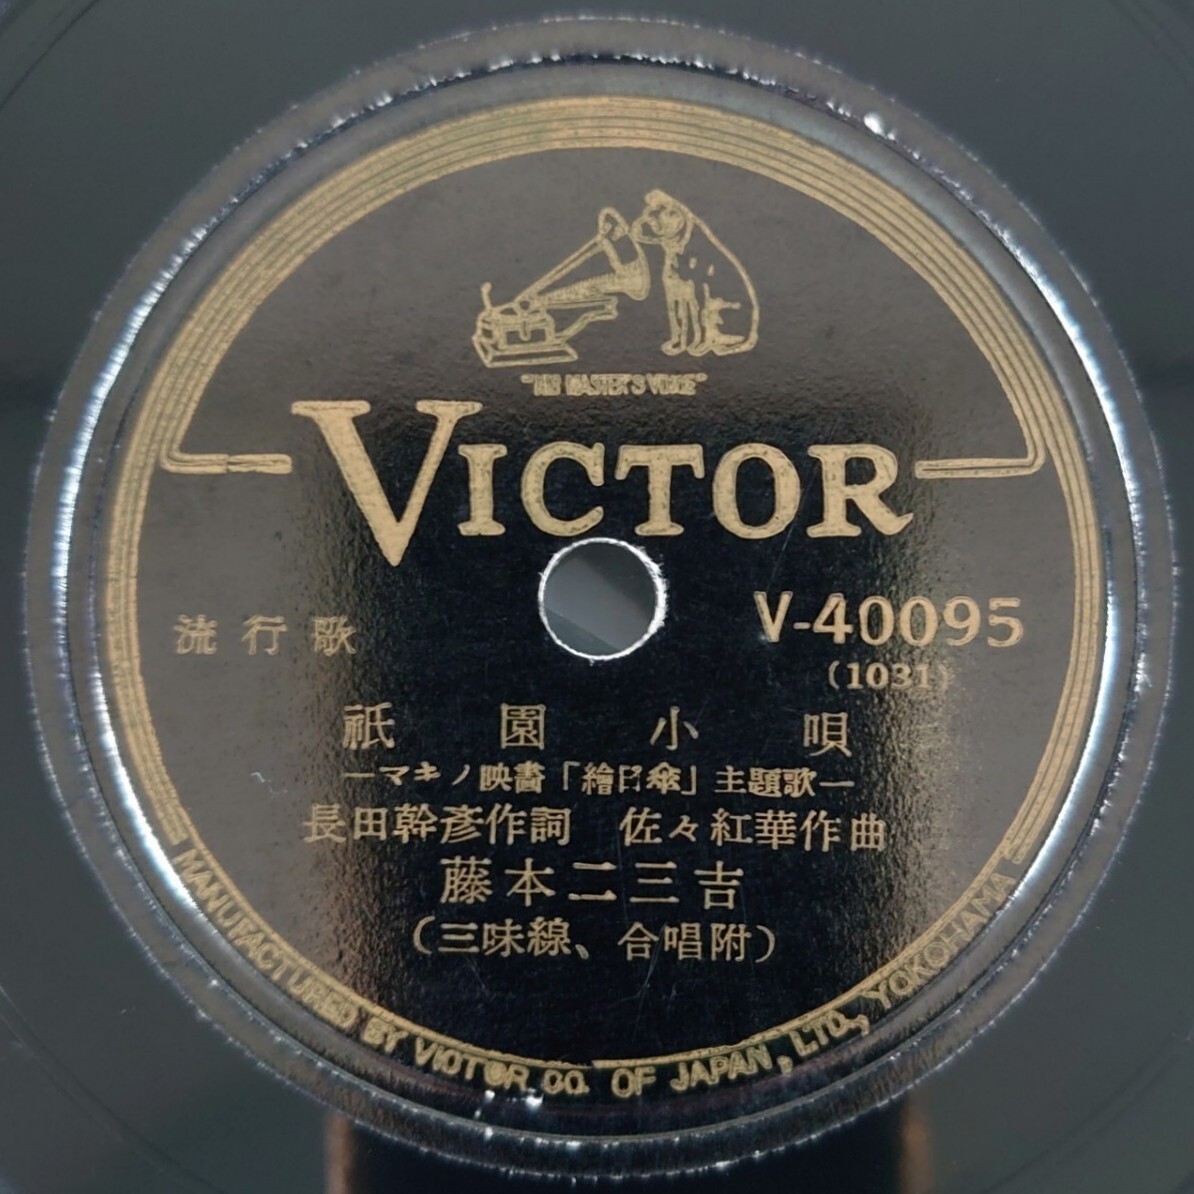 "HIS MASTER'S VOICE"
VICTOR
流行歌
V-40095
(1031)
祇園小唄
―マキノ映畵「繪日傘」主題歌―
長田幹彥作詞 佐々紅華作曲
藤本二三吉
(三味線、合唱附)
MANUFACTURED BY VICTOR CO. OF JAPAN, LTD., YOKOHAMA